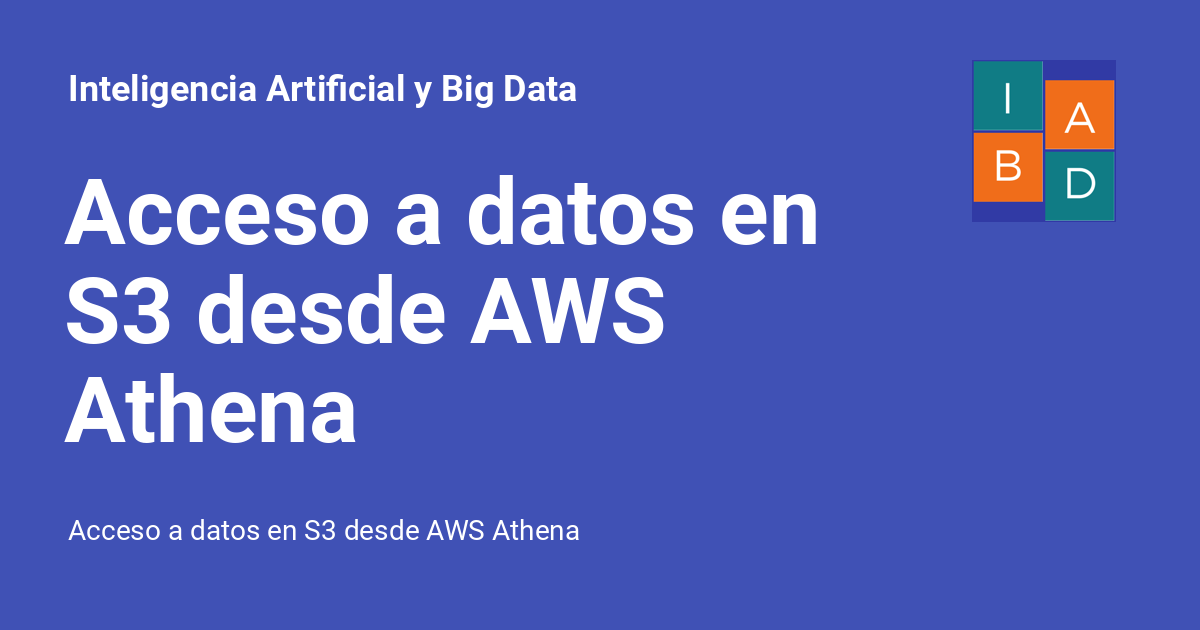 Inteligencia Artificial y Big Data
I
A
B
D
Acceso a datos en
S3 desde AWS
Athena
Acceso a datos en S3 desde AWS Athena